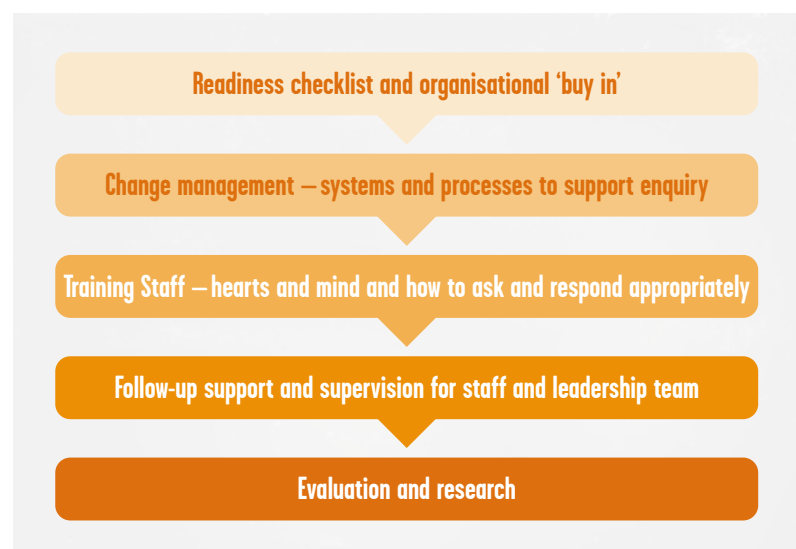 Readiness checklist and organisational ‘buy in’
Change management – systems and processes to support enquiry
Training Staff – hearts and mind and how to ask and respond appropriately
Follow-up support and supervision for staff and leadership team
Evaluation and research